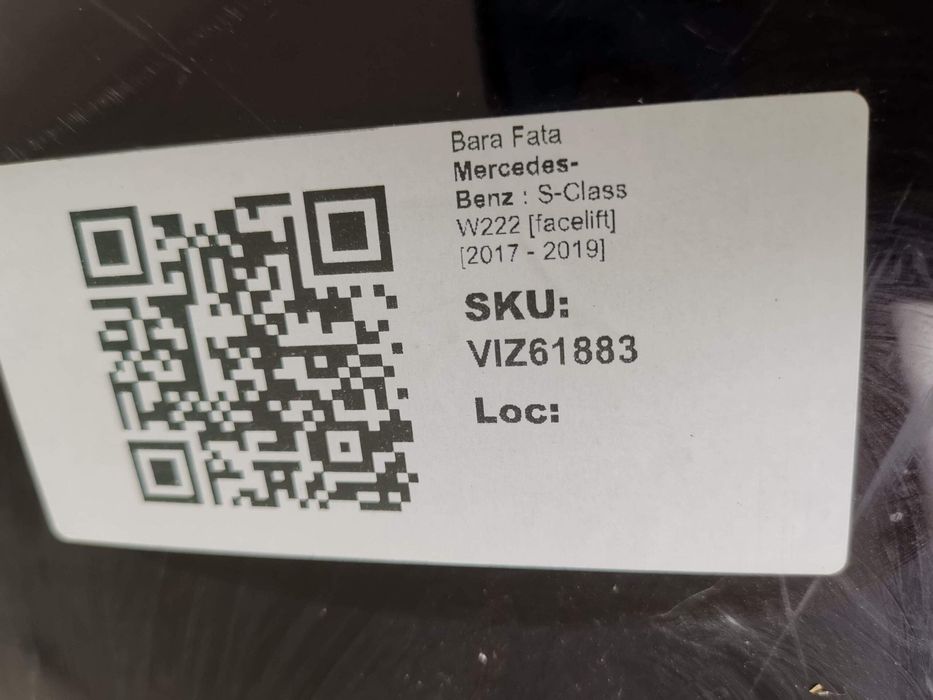 Bara Fata
Mercedes-
Benz : S-Class
W222 [facelift]
[2017 - 2019]
SKU:
VIZ61883
Loc: